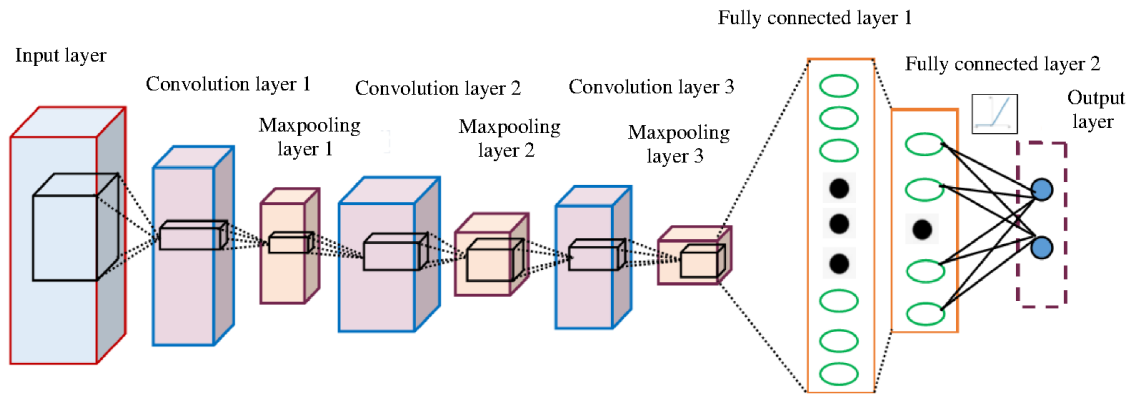 Fully connected layer 1
Input layer
Fully connected layer 2
Convolution layer 1
Convolution layer 2
Convolution layer 3
Output
layer
Maxpooling
layer 1
Maxpooling
layer 2
Maxpooling
layer 3